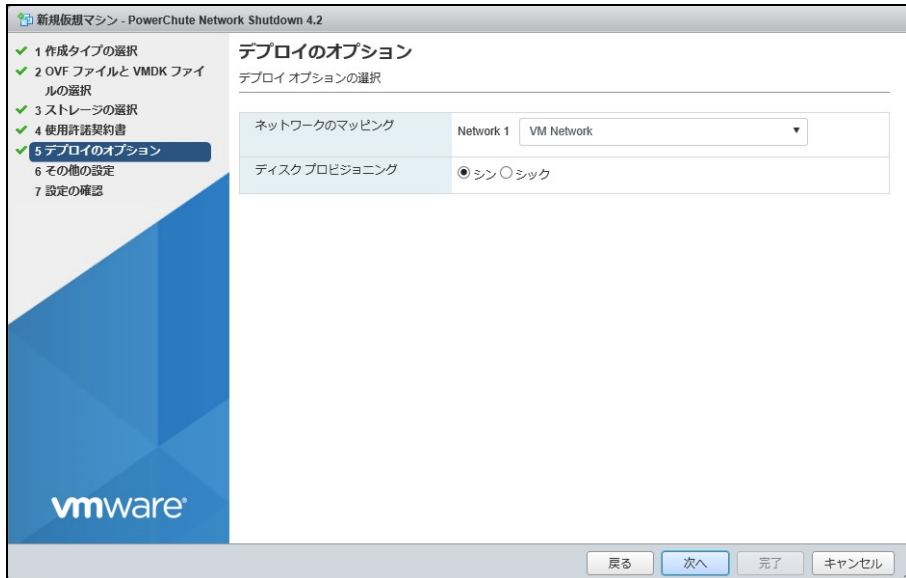 新規仮想マシン - PowerChute Network Shutdown 4.2
1 作成タイプの選択
2 OVF ファイルと VMDK ファイ
ルの選択
3 ストレージの選択
4 使用許諾契約書
5 デプロイのオプション
6 その他の設定
7 設定の確認
デプロイのオプション
デプロイ オプションの選択
ネットワークのマッピング Network 1 VM Network
ディスク プロビジョニング シン シック
vmware®
戻る 次へ 完了 キャンセル